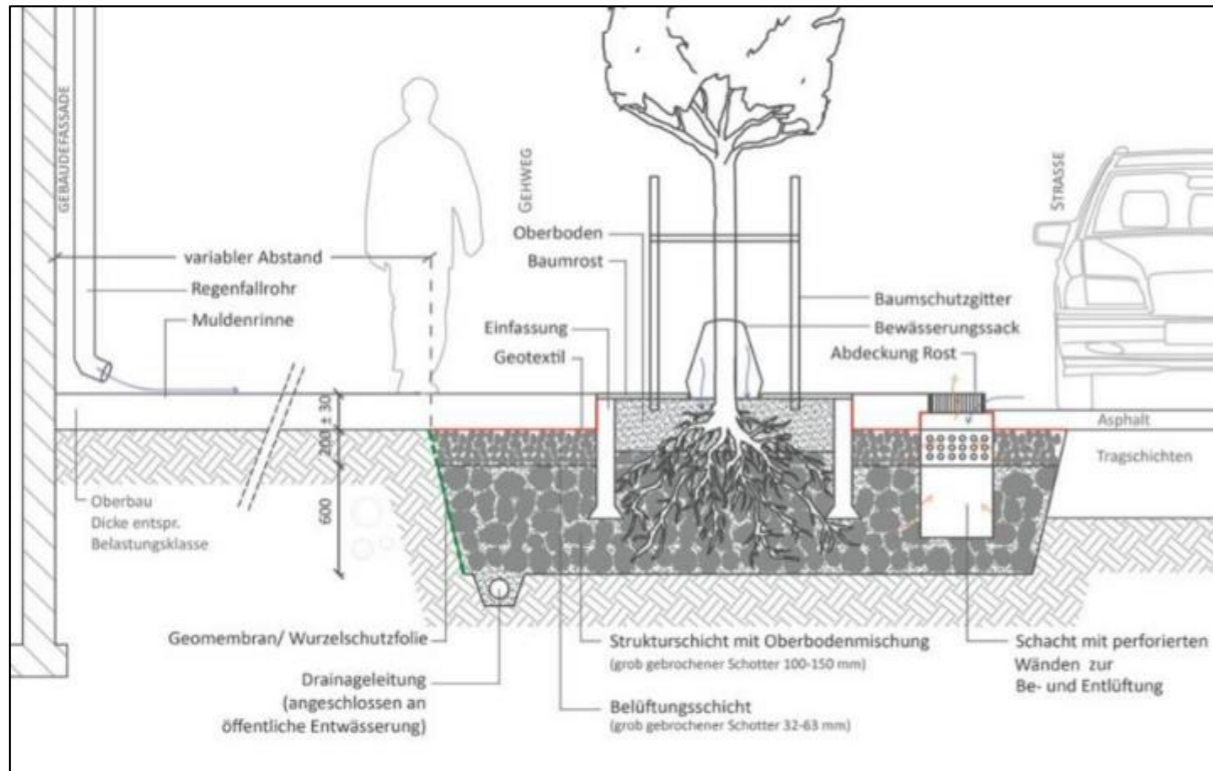 GEBÄUDEFASSADE
GEHWEG
STRASSE
variabler Abstand
Regenfallrohr
Muldenrinne
Oberboden
Baumrost
Einfassung
Geotextil
Baumschutzgitter
Bewässerungssack
Abdeckung Rost
200 ± 30
600
Asphalt
Tragschichten
Oberbau
Dicke entspr.
Belastungsklasse
Geomembran/ Wurzelschutzfolie
Drainageleitung
(angeschlossen an
öffentliche Entwässerung)
Strukturschicht mit Oberbodenmischung
(grob gebrochener Schotter 100-150 mm)
Belüftungsschicht
(grob gebrochener Schotter 32-63 mm)
Schacht mit perforierten
Wänden zur
Be- und Entlüftung